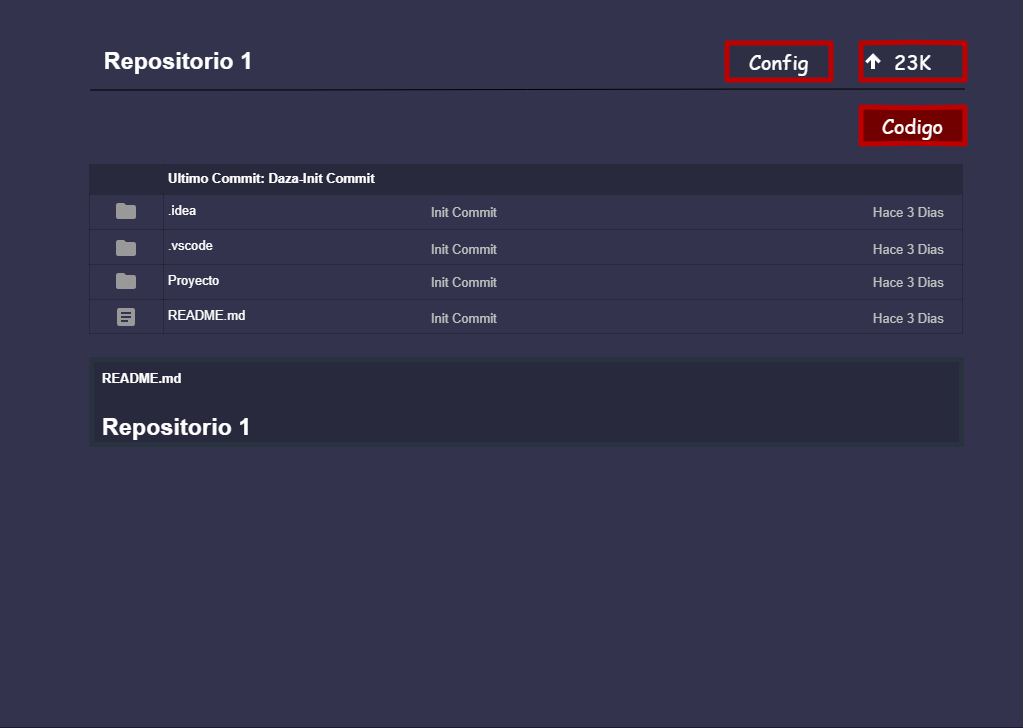 Repositorio 1
Config
23K
Codigo
Ultimo Commit: Daza-Init Commit
.idea Init Commit Hace 3 Dias
.vscode Init Commit Hace 3 Dias
Proyecto Init Commit Hace 3 Dias
README.md Init Commit Hace 3 Dias
README.md
Repositorio 1